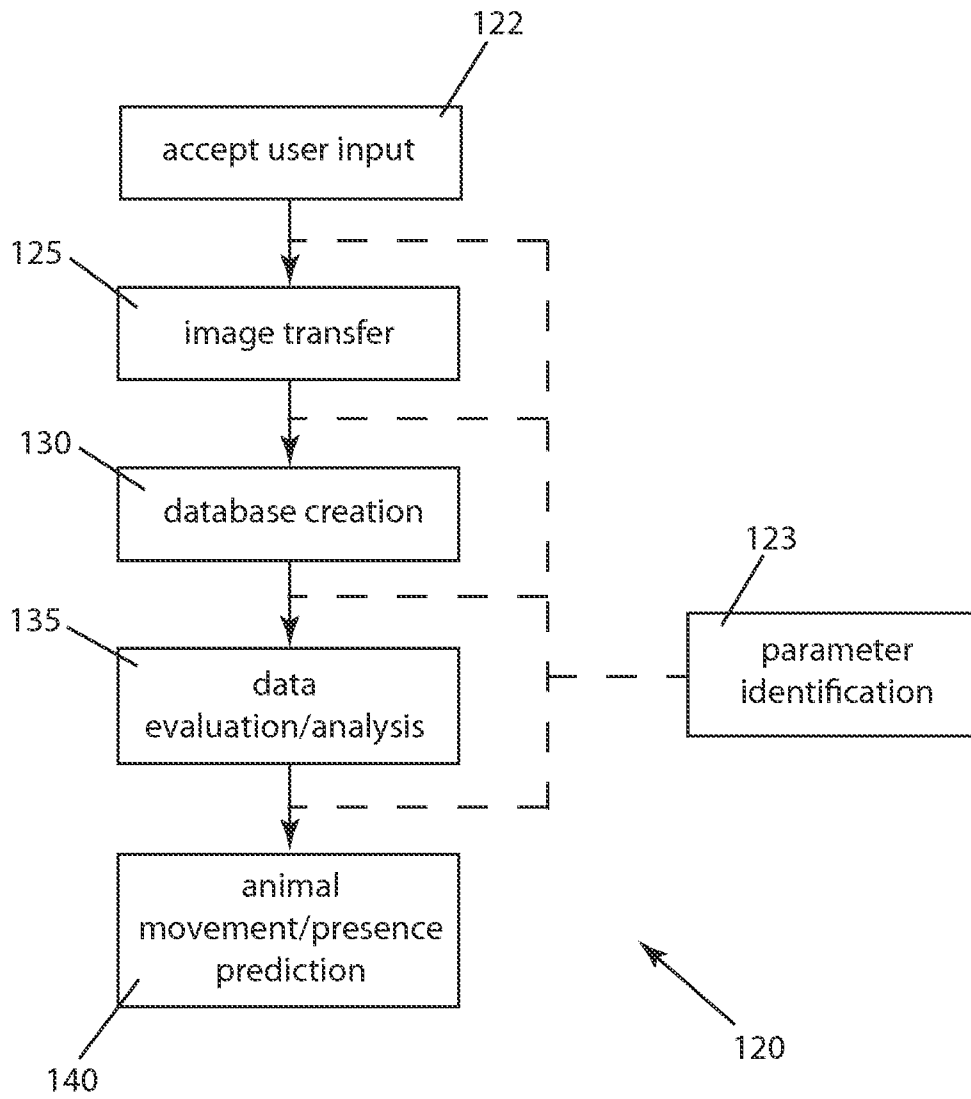 122
accept user input
125
image transfer
130
database creation
123
135
parameter
identification
data
evaluation/analysis
animal
movement/presence
prediction
120
140